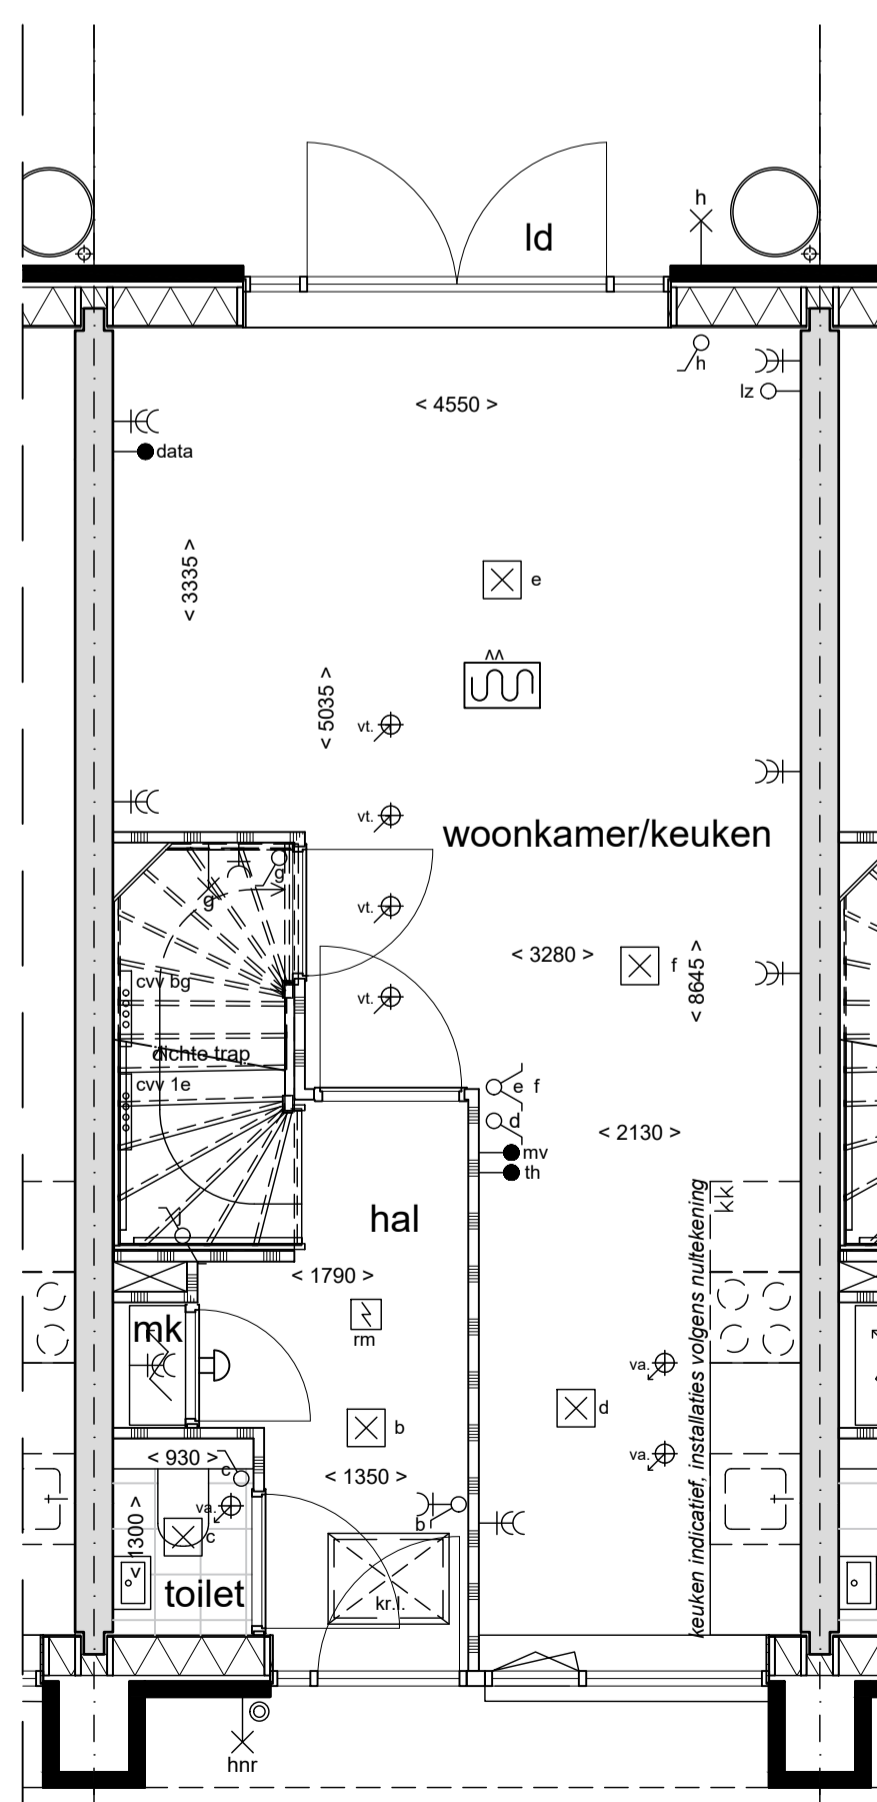 h
ld
h
lz
< 4550 >
data
< 3335 >
e
^^
< 5035 >
vt.
vt.
woonkamer/keuken
g
g
vt.
< 3280 >
f
< 8645 >
cvv bg
vt.
dichte trap
cvv 1e
e f
d
< 2130 >
mv
th
kk
hal
keuken indicatief, installaties volgens nultekening
< 1790 >
mk
rm
va.
d
b
< 930 >
c
< 1350 >
va.
va.
b
c
< 1300 >
toilet
kr.l.
hnr